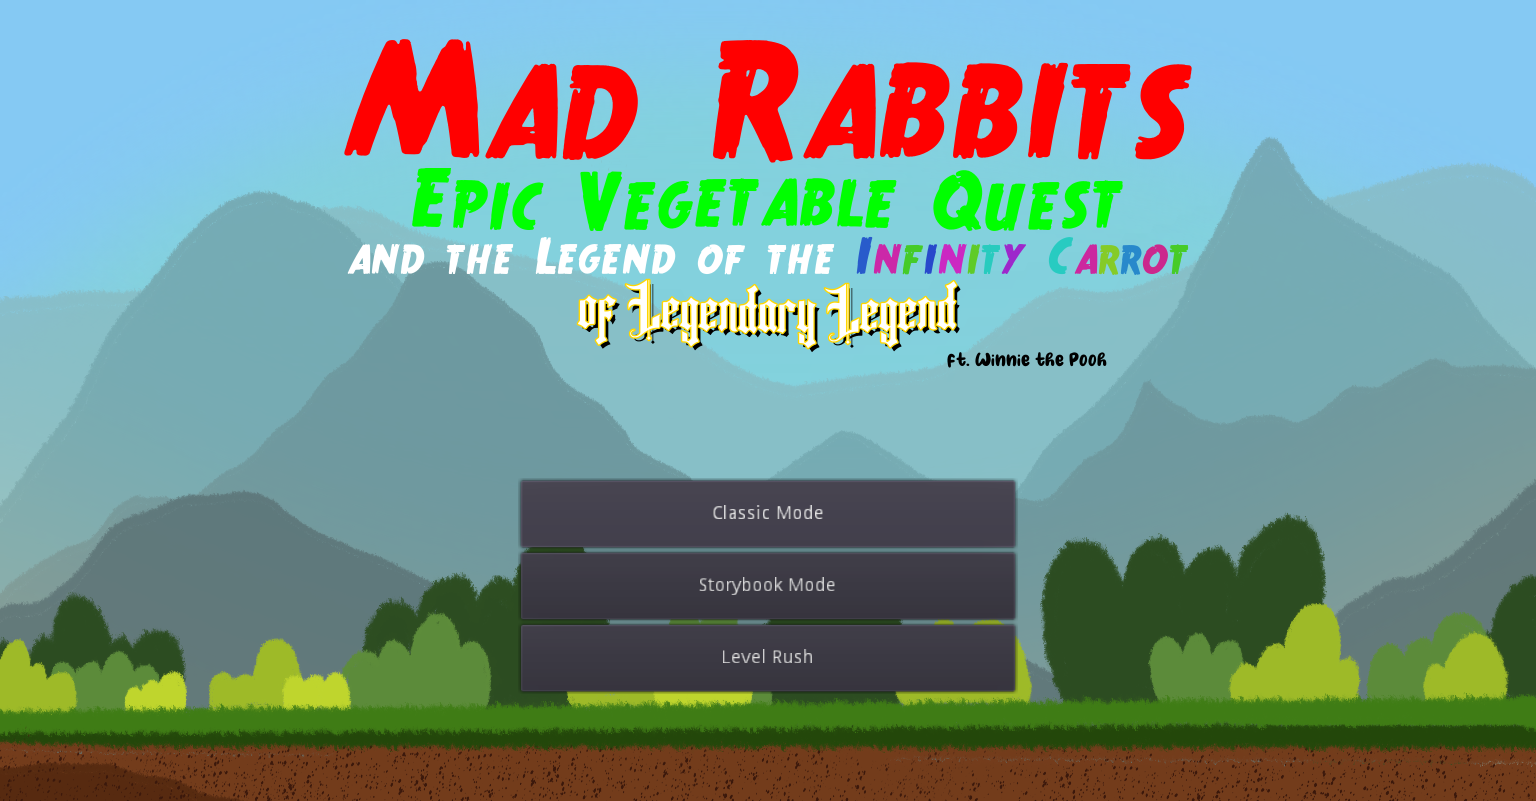 Mad Rabbits
Epic Vegetable Quest
and the Legend of the Infinity Carrot
of Legendary Legend
ft. Winnie the Pooh
Classic Mode
Storybook Mode
Level Rush